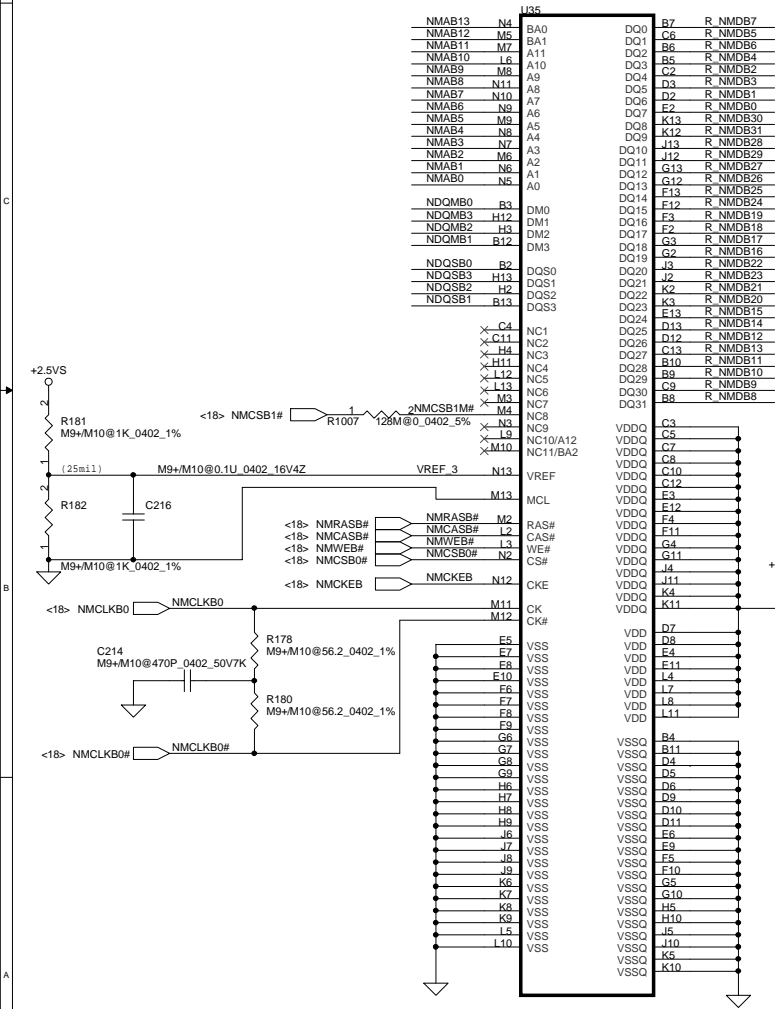 U35
NMAB13 N4 BA0 DQ0 B7 R_NMDB7
NMAB12 M5 BA1 DQ1 C6 R_NMDB5
NMAB11 M7 A11 DQ2 B6 R_NMDB6
NMAB10 L6 A10 DQ3 B5 R_NMDB4
NMAB9 M8 A9 DQ4 C2 R_NMDB2
NMAB8 N11 A8 DQ5 D3 R_NMDB3
NMAB7 N10 A7 DQ6 D2 R_NMDB1
NMAB6 N9 A6 DQ7 E2 R_NMDB0
NMAB5 M9 A5 DQ8 K13 R_NMDB30
NMAB4 N8 A4 DQ9 K12 R_NMDB31
NMAB3 N7 A3 DQ10 J13 R_NMDB28
NMAB2 M6 A2 DQ11 J12 R_NMDB29
NMAB1 N6 A1 DQ12 G13 R_NMDB27
NMAB0 N5 A0 DQ13 G12 R_NMDB26
DQ14 F13 R_NMDB25
NDQMB0 B3 DM0 DQ15 F12 R_NMDB24
NDQMB3 H12 DM1 DQ16 F3 R_NMDB19
NDQMB2 H3 DM2 DQ17 F2 R_NMDB18
NDQMB1 B12 DM3 DQ18 G3 R_NMDB17
DQ19 G2 R_NMDB16
NDQSB0 B2 DQS0 DQ20 J3 R_NMDB22
NDQSB3 H13 DQS1 DQ21 J2 R_NMDB23
NDQSB2 H2 DQS2 DQ22 K2 R_NMDB21
NDQSB1 B13 DQS3 DQ23 K3 R_NMDB20
DQ24 E13 R_NMDB15
C4 NC1 DQ25 D13 R_NMDB14
C11 NC2 DQ26 D12 R_NMDB12
H4 NC3 DQ27 C13 R_NMDB13
H11 NC4 DQ28 B10 R_NMDB11
L12 NC5 DQ29 B9 R_NMDB10
L13 NC6 DQ30 C9 R_NMDB9
M3 NC7 DQ31 B8 R_NMDB8
<18> NMCSB1# 1 R1007 2 128M@0_0402_5% NMCSB1M# M4 NC8
N3 NC9 VDDQ C3
L9 NC10/A12 VDDQ C5
M10 NC11/BA2 VDDQ C7
VDDQ C8
+2.5VS
2
R181
M9+/M10@1K_0402_1%
1
(25mil) M9+/M10@0.1U_0402_16V4Z VREF_3 N13 VREF VDDQ C10
VDDQ C12
2
R182 C216
1
M9+/M10@1K_0402_1%
M13 MCL VDDQ E3
VDDQ E12
<18> NMRASB# NMRASB# M2 RAS# VDDQ F4
<18> NMCASB# NMCASB# L2 CAS# VDDQ F11
<18> NMWEB# NMWEB# L3 WE# VDDQ G4
<18> NMCSB0# NMCSB0# N2 CS# VDDQ G11
VDDQ J4
<18> NMCKEB NMCKEB N12 CKE VDDQ J11
VDDQ K4
<18> NMCLKB0 NMCLKB0 M11 CK VDDQ K11
M12 CK#
+
R178
M9+/M10@56.2_0402_1%
C214
M9+/M10@470P_0402_50V7K
R180
M9+/M10@56.2_0402_1%
<18> NMCLKB0# NMCLKB0#
VDD D7
E5 VSS VDD D8
E7 VSS VDD E4
E8 VSS VDD E11
E10 VSS VDD L4
F6 VSS VDD L7
F7 VSS VDD L8
F8 VSS VDD L11
F9 VSS
G6 VSS VSSQ B4
G7 VSS VSSQ B11
G8 VSS VSSQ D4
G9 VSS VSSQ D5
H6 VSS VSSQ D6
H7 VSS VSSQ D9
H8 VSS VSSQ D10
H9 VSS VSSQ D11
J6 VSS VSSQ E6
J7 VSS VSSQ E9
J8 VSS VSSQ F5
J9 VSS VSSQ F10
K6 VSS VSSQ G5
K7 VSS VSSQ G10
K8 VSS VSSQ H5
K9 VSS VSSQ H10
L5 VSS VSSQ J5
L10 VSS VSSQ J10
VSSQ K5
VSSQ K10
C
B
A